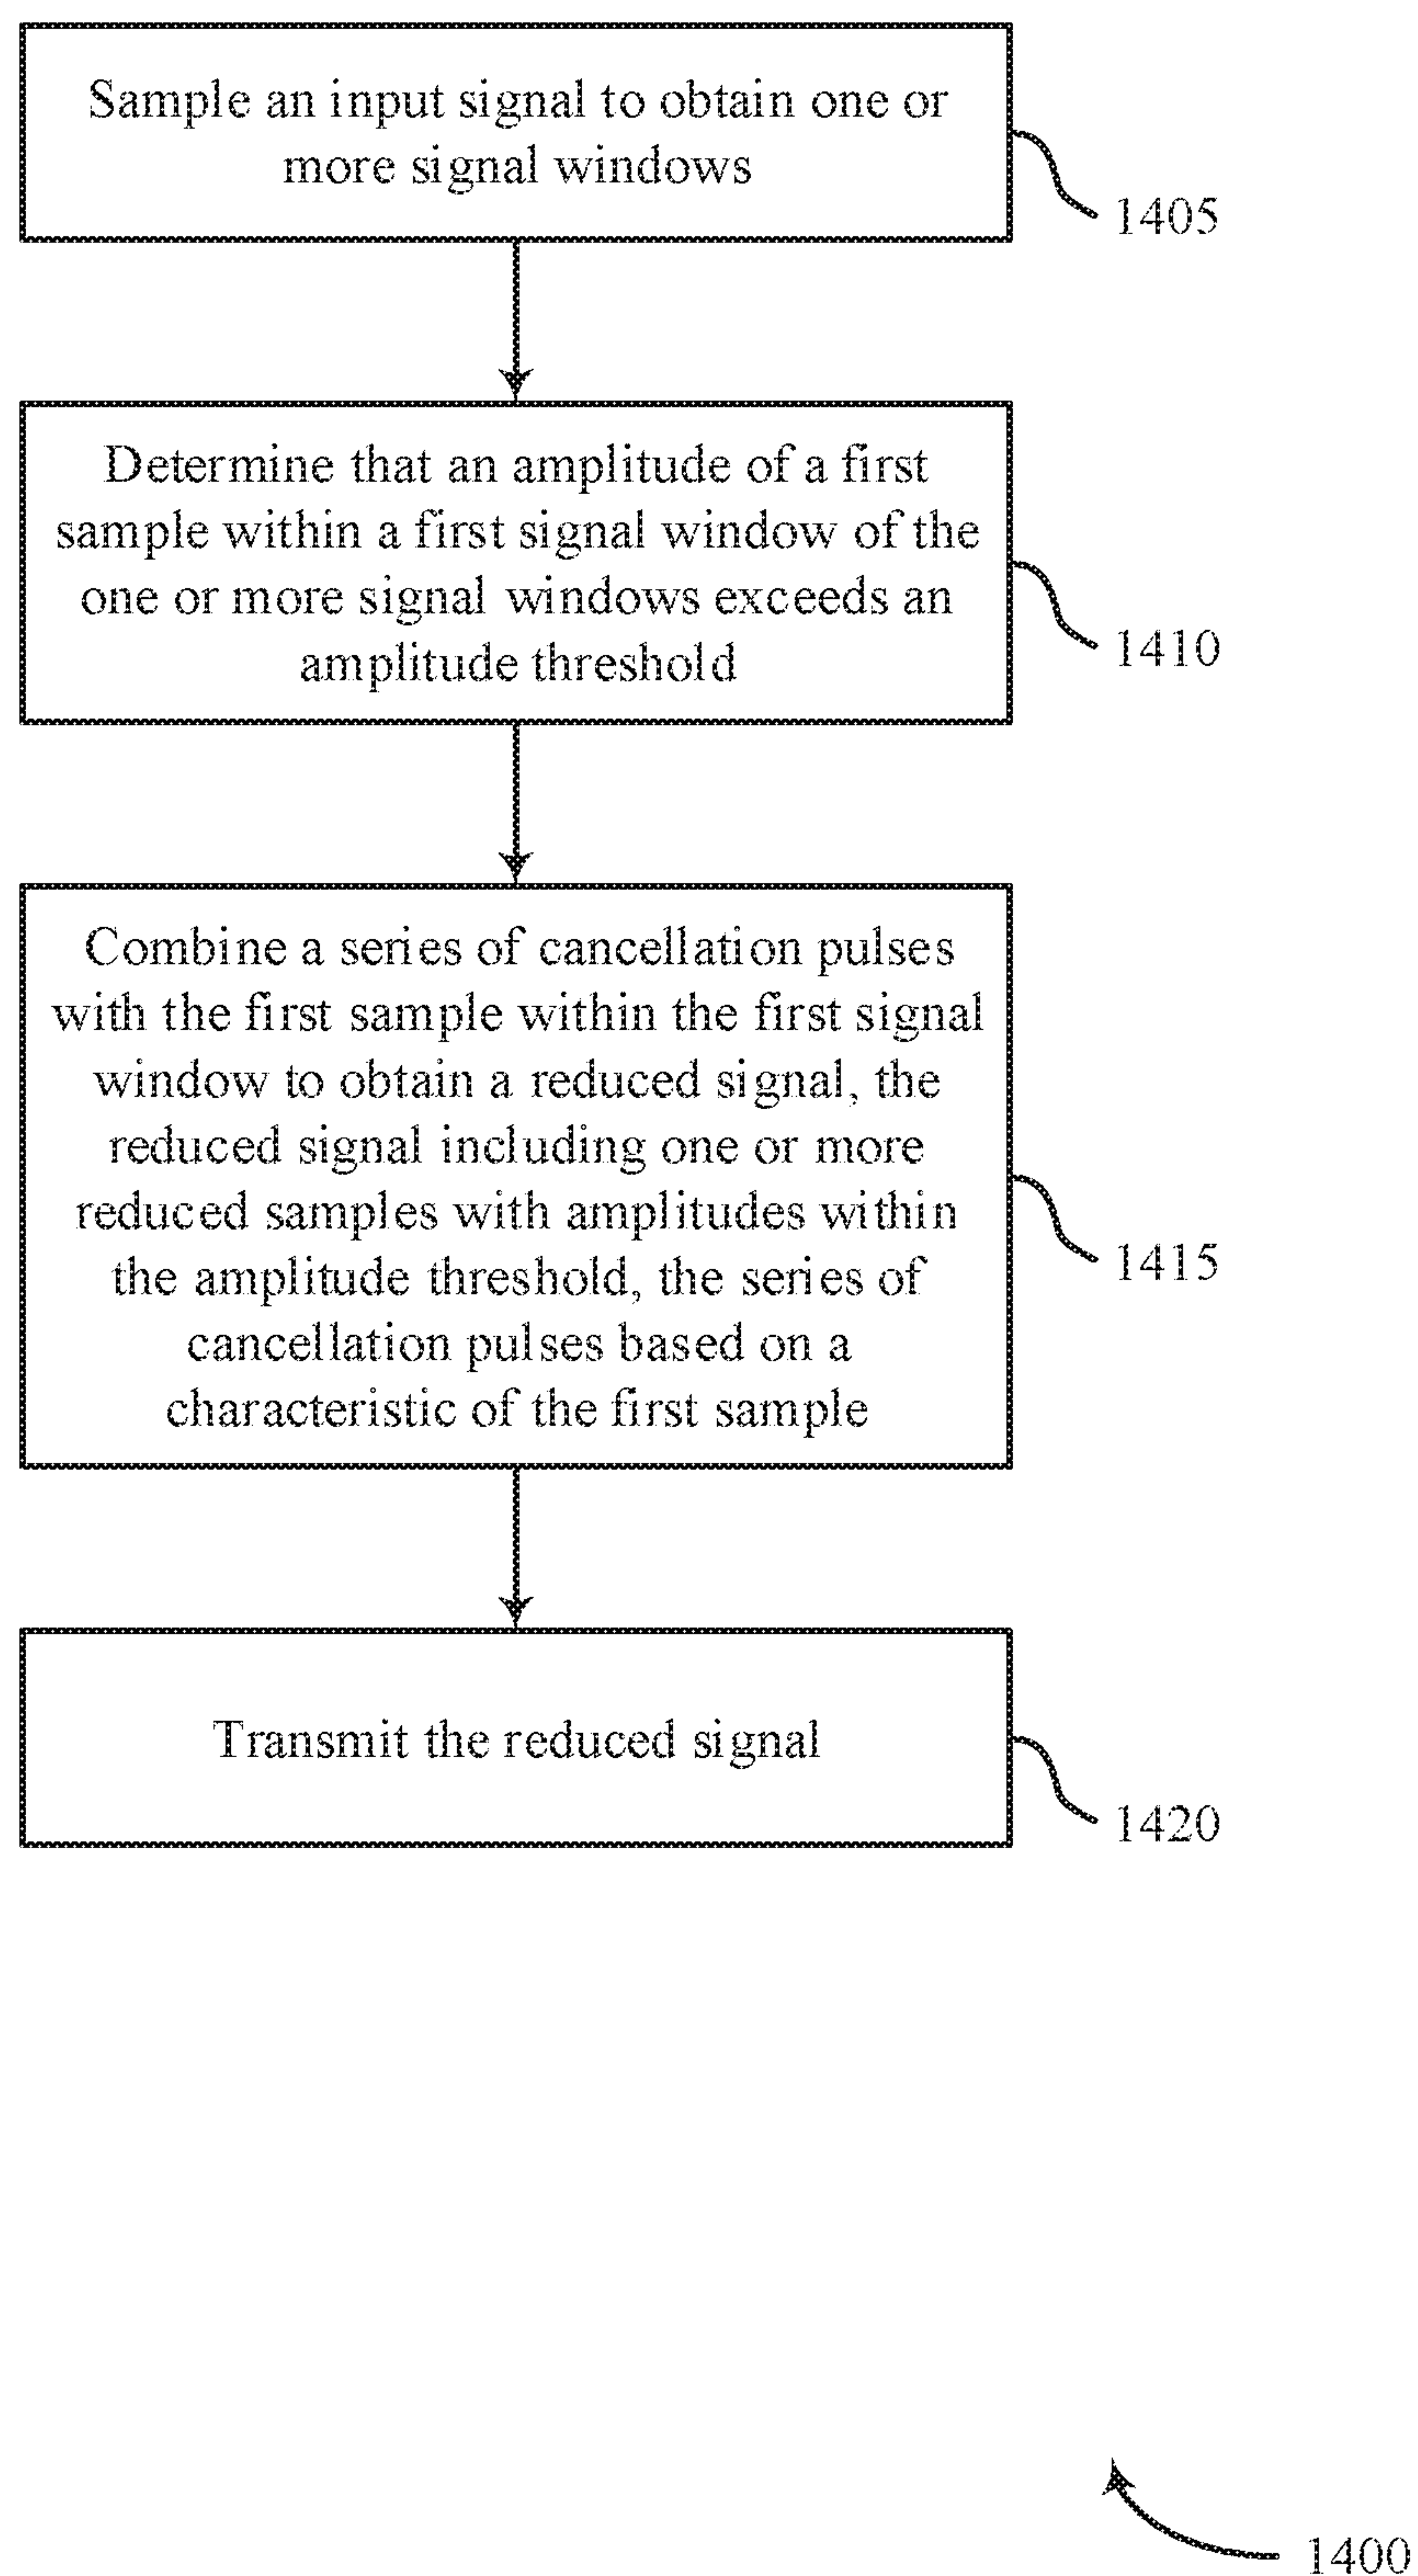 Sample an input signal to obtain one or
more signal windows
1405
Determine that an amplitude of a first
sample within a first signal window of the
one or more signal windows exceeds an
amplitude threshold
1410
Combine a series of cancellation pulses
with the first sample within the first signal
window to obtain a reduced signal, the
reduced signal including one or more
reduced samples with amplitudes within
the amplitude threshold, the series of
cancellation pulses based on a
characteristic of the first sample
1415
Transmit the reduced signal
1420
1400